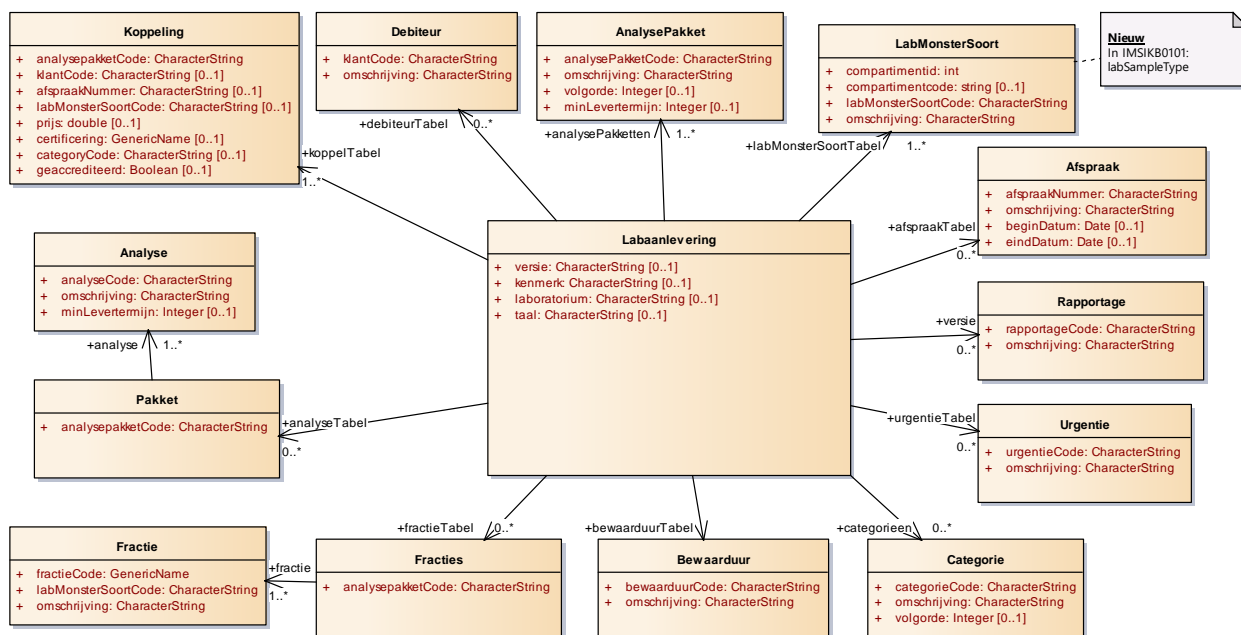 Koppeling
+ analysepakketCode: CharacterString
+ klantCode: CharacterString [0..1]
+ afspraakNummer: CharacterString [0..1]
+ labMonsterSoortCode: CharacterString [0..1]
+ prijs: double [0..1]
+ certificering: GenericName [0..1]
+ categoryCode: CharacterString [0..1]
+ geaccrediteerd: Boolean [0..1]
Debiteur
+ klantCode: CharacterString
+ omschrijving: CharacterString
AnalysePakket
+ analysePakketCode: CharacterString
+ omschrijving: CharacterString
+ volgorde: Integer [0..1]
+ minLevertermijn: Integer [0..1]
LabMonsterSoort
+ compartimentid: int
+ compartimentcode: string [0..1]
+ labMonsterSoortCode: CharacterString
+ omschrijving: CharacterString
Nieuw
In IMSIKB0101:
labSampleType
+debiteurTabel
0..*
+analysePakketten
1..*
+labMonsterSoortTabel
1..*
+koppelTabel
1..*
Afspraak
+ afspraakNummer: CharacterString
+ omschrijving: CharacterString
+ beginDatum: Date [0..1]
+ eindDatum: Date [0..1]
+afspraakTabel
0..*
Labaanlevering
+ versie: CharacterString [0..1]
+ kenmerk: CharacterString [0..1]
+ laboratorium: CharacterString [0..1]
+ taal: CharacterString [0..1]
Analyse
+ analyseCode: CharacterString
+ omschrijving: CharacterString
+ minLevertermijn: Integer [0..1]
Rapportage
+ rapportageCode: CharacterString
+ omschrijving: CharacterString
+versie
0..*
+analyse
1..*
Pakket
+ analysepakketCode: CharacterString
+analyseTabel
0..*
+urgentieTabel
0..*
Urgentie
+ urgentieCode: CharacterString
+ omschrijving: CharacterString
+fractieTabel
0..*
+bewaarduurTabel
+categorieen
0..*
Fractie
+ fractieCode: GenericName
+ labMonsterSoortCode: CharacterString
+ omschrijving: CharacterString
+fractie
1..*
Fracties
+ analysepakketCode: CharacterString
Bewaarduur
+ bewaarduurCode: CharacterString
+ omschrijving: CharacterString
Categorie
+ categorieCode: CharacterString
+ omschrijving: CharacterString
+ volgorde: Integer [0..1]